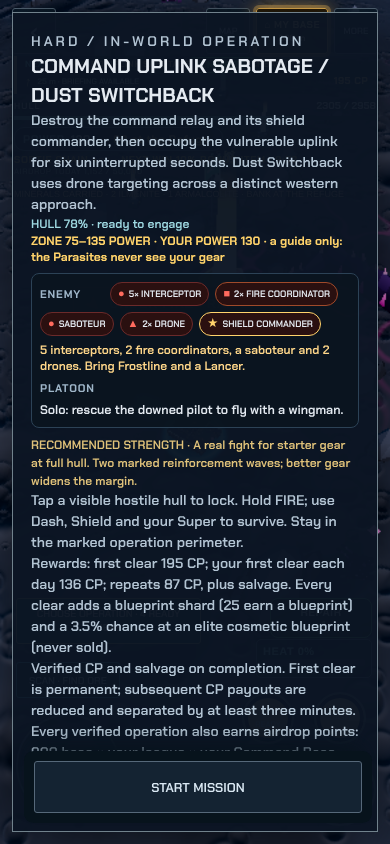 HARD / IN-WORLD OPERATION
COMMAND UPLINK SABOTAGE /
DUST SWITCHBACK
Destroy the command relay and its shield
commander, then occupy the vulnerable uplink
for six uninterrupted seconds. Dust Switchback
uses drone targeting across a distinct western
approach.
HULL 78% · ready to engage
ZONE 75–135 POWER · YOUR POWER 130 · a guide only:
the Parasites never see your gear
ENEMY
5× INTERCEPTOR
2× FIRE COORDINATOR
SABOTEUR
2× DRONE
SHIELD COMMANDER
5 interceptors, 2 fire coordinators, a saboteur and 2
drones. Bring Frostline and a Lancer.
PLATOON
Solo: rescue the downed pilot to fly with a wingman.
RECOMMENDED STRENGTH · A real fight for starter gear
at full hull. Two marked reinforcement waves; better gear
widens the margin.
Tap a visible hostile hull to lock. Hold FIRE; use
Dash, Shield and your Super to survive. Stay in
the marked operation perimeter.
Rewards: first clear 195 CP; your first clear each
day 136 CP; repeats 87 CP, plus salvage. Every
clear adds a blueprint shard (25 earn a blueprint)
and a 3.5% chance at an elite cosmetic blueprint
(never sold).
Verified CP and salvage on completion. First clear
is permanent; subsequent CP payouts are
reduced and separated by at least three minutes.
Every verified operation also earns airdrop points:
START MISSION